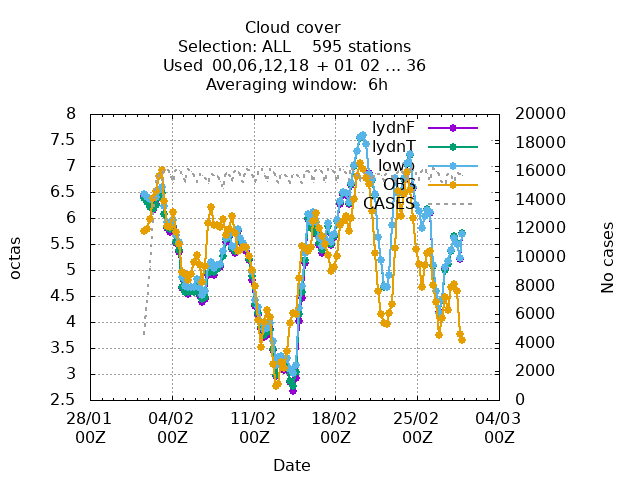 Cloud cover
Selection: ALL    595 stations
Used  00,06,12,18  + 01 02 ... 36
Averaging window:  6h
8
7.5
7
6.5
6
5.5
5
4.5
4
3.5
3
2.5
20000
18000
16000
14000
12000
10000
8000
6000
4000
2000
0
lydnF
lydnT
lowp
OBS
CASES
octas
No cases
28/01 04/02 11/02 18/02 25/02 04/03
00Z 00Z 00Z 00Z 00Z 00Z
Date